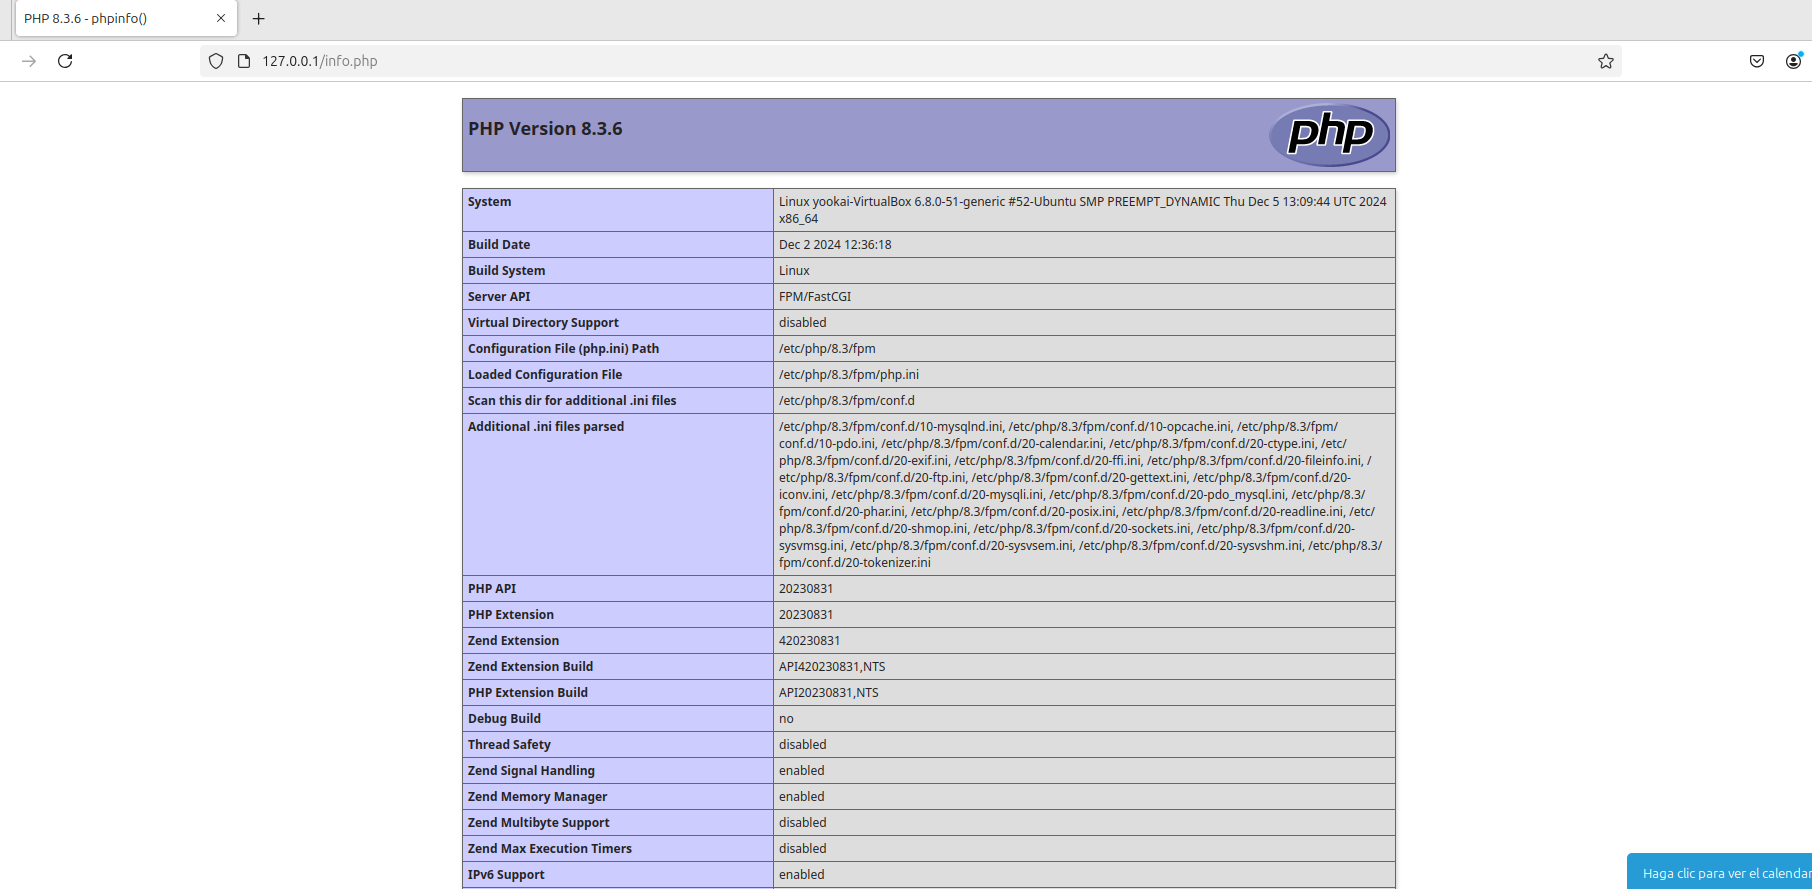 PHP 8.3.6 - phpinfo()
127.0.0.1/info.php
PHP Version 8.3.6
php
System
Linux yookai-VirtualBox 6.8.0-51-generic #52-Ubuntu SMP PREEMPT_DYNAMIC Thu Dec 5 13:09:44 UTC 2024
x86_64
Build Date
Dec 2 2024 12:36:18
Build System
Linux
Server API
FPM/FastCGI
Virtual Directory Support
disabled
Configuration File (php.ini) Path
/etc/php/8.3/fpm
Loaded Configuration File
/etc/php/8.3/fpm/php.ini
Scan this dir for additional .ini files
/etc/php/8.3/fpm/conf.d
Additional .ini files parsed
/etc/php/8.3/fpm/conf.d/10-mysqlnd.ini, /etc/php/8.3/fpm/conf.d/10-opcache.ini, /etc/php/8.3/fpm/
conf.d/10-pdo.ini, /etc/php/8.3/fpm/conf.d/20-calendar.ini, /etc/php/8.3/fpm/conf.d/20-ctype.ini, /etc/
php/8.3/fpm/conf.d/20-exif.ini, /etc/php/8.3/fpm/conf.d/20-ffi.ini, /etc/php/8.3/fpm/conf.d/20-fileinfo.ini, /
etc/php/8.3/fpm/conf.d/20-ftp.ini, /etc/php/8.3/fpm/conf.d/20-gettext.ini, /etc/php/8.3/fpm/conf.d/20-
iconv.ini, /etc/php/8.3/fpm/conf.d/20-mysqli.ini, /etc/php/8.3/fpm/conf.d/20-pdo_mysql.ini, /etc/php/8.3/
fpm/conf.d/20-phar.ini, /etc/php/8.3/fpm/conf.d/20-posix.ini, /etc/php/8.3/fpm/conf.d/20-readline.ini, /etc/
php/8.3/fpm/conf.d/20-shmop.ini, /etc/php/8.3/fpm/conf.d/20-sockets.ini, /etc/php/8.3/fpm/conf.d/20-
sysvmsg.ini, /etc/php/8.3/fpm/conf.d/20-sysvsem.ini, /etc/php/8.3/fpm/conf.d/20-sysvshm.ini, /etc/php/8.3/
fpm/conf.d/20-tokenizer.ini
PHP API
20230831
PHP Extension
20230831
Zend Extension
420230831
Zend Extension Build
API420230831,NTS
PHP Extension Build
API20230831,NTS
Debug Build
no
Thread Safety
disabled
Zend Signal Handling
enabled
Zend Memory Manager
enabled
Zend Multibyte Support
disabled
Zend Max Execution Timers
disabled
IPv6 Support
enabled
Haga clic para ver el calendar